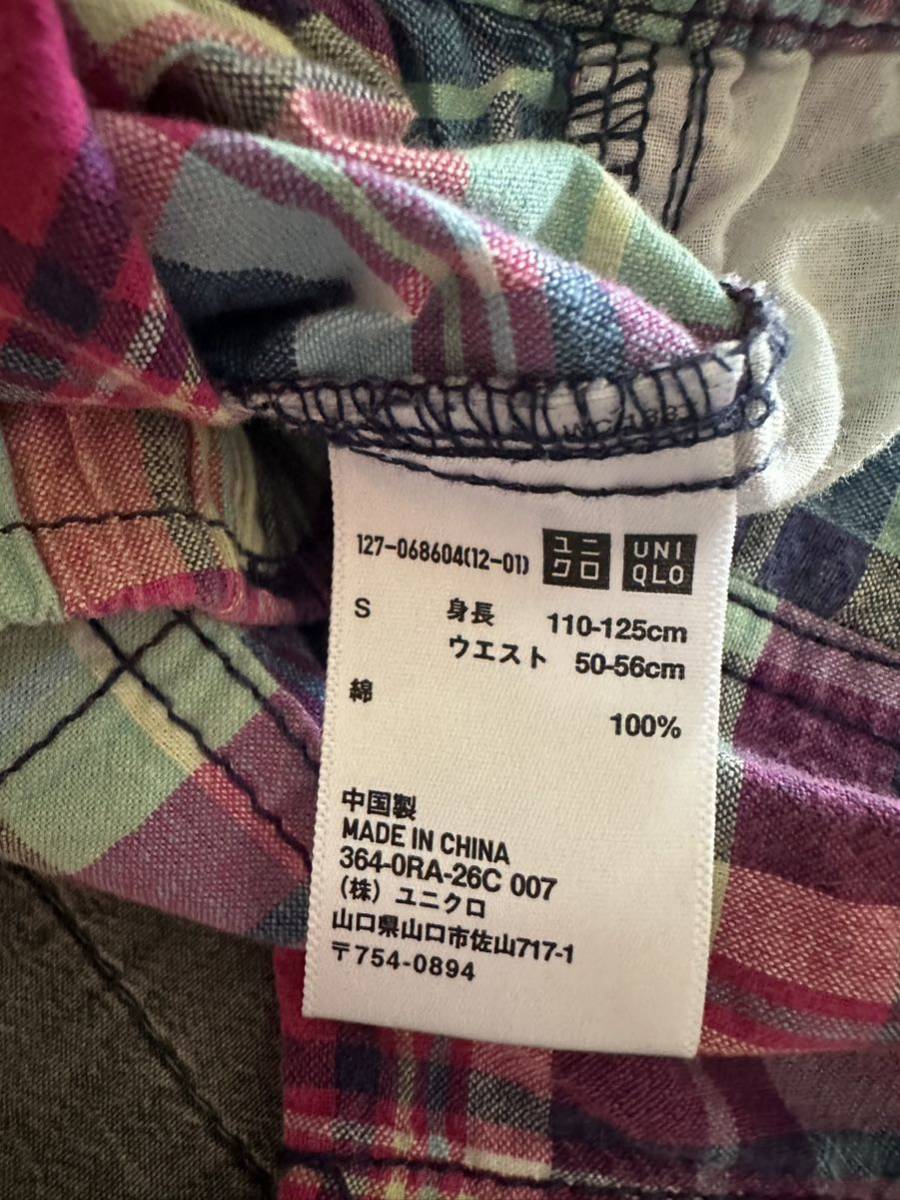 127-068604(12-01) ユニクロ UNIQLO
S 身長 110-125cm
ウエスト 50-56cm
綿
100%
中国製
MADE IN CHINA
364-0RA-26C 007
(株) ユニクロ
山口県山口市佐山717-1
〒754-0894